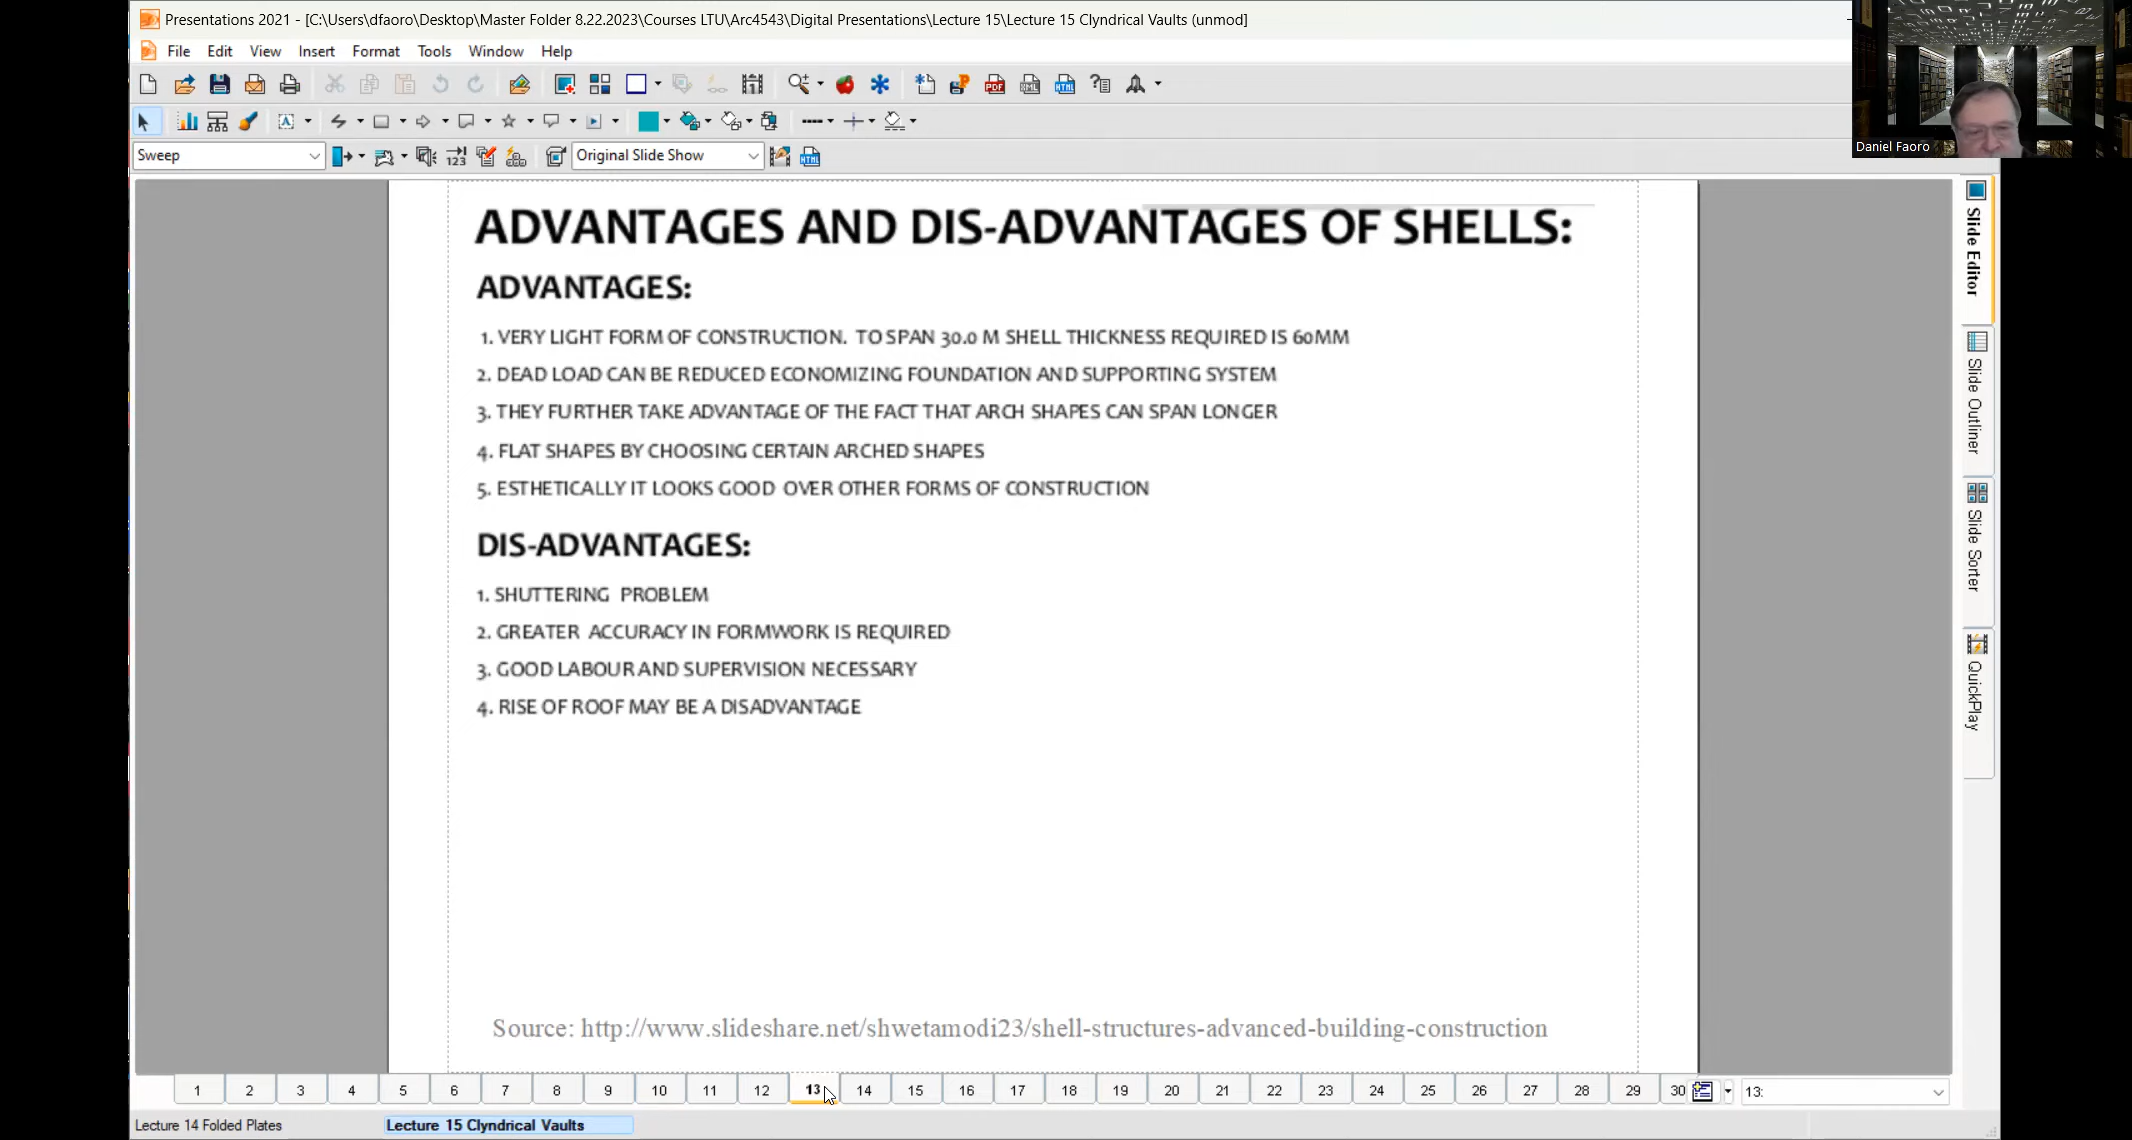 Presentations 2021 - [C:\Users\dfaoro\Desktop\Master Folder 8.22.2023\Courses LTU\Arc4543\Digital Presentations\Lecture 15\Lecture 15 Clyndrical Vaults (unmod]
File Edit View Insert Format Tools Window Help
Daniel Faoro
Sweep
Original Slide Show
ADVANTAGES AND DIS-ADVANTAGES OF SHELLS:
ADVANTAGES:
1. VERY LIGHT FORM OF CONSTRUCTION. TO SPAN 30.0 M SHELL THICKNESS REQUIRED IS 60MM
2. DEAD LOAD CAN BE REDUCED ECONOMIZING FOUNDATION AND SUPPORTING SYSTEM
3. THEY FURTHER TAKE ADVANTAGE OF THE FACT THAT ARCH SHAPES CAN SPAN LONGER
4. FLAT SHAPES BY CHOOSING CERTAIN ARCHED SHAPES
5. ESTHETICALLY IT LOOKS GOOD OVER OTHER FORMS OF CONSTRUCTION
DIS-ADVANTAGES:
1. SHUTTERING PROBLEM
2. GREATER ACCURACY IN FORMWORK IS REQUIRED
3. GOOD LABOUR AND SUPERVISION NECESSARY
4. RISE OF ROOF MAY BE A DISADVANTAGE
Source: http://www.slideshare.net/shwetamodi23/shell-structures-advanced-building-construction
Slide Editor
Slide Outliner
Slide Sorter
QuickPlay
1 2 3 4 5 6 7 8 9 10 11 12 13 14 15 16 17 18 19 20 21 22 23 24 25 26 27 28 29 30 13:
Lecture 14 Folded Plates Lecture 15 Clyndrical Vaults